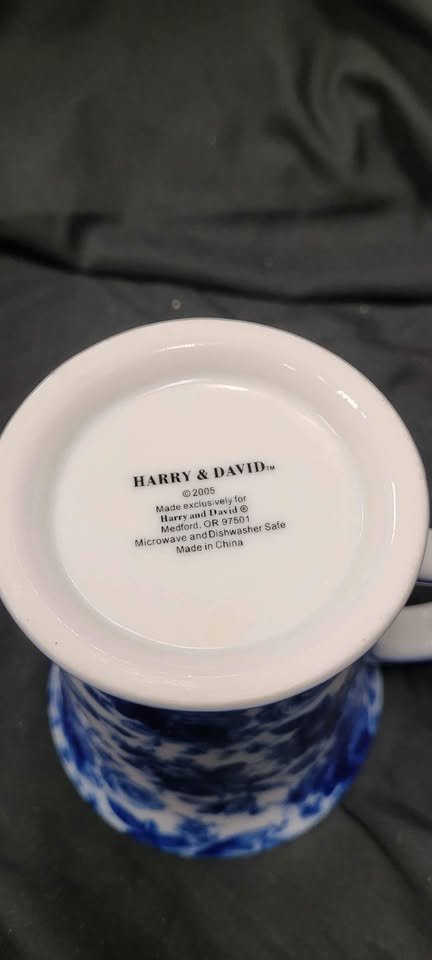 HARRY & DAVID™
© 2005
Made exclusively for
Harry and David ®
Medford, OR 97501
Microwave and Dishwasher Safe
Made in China